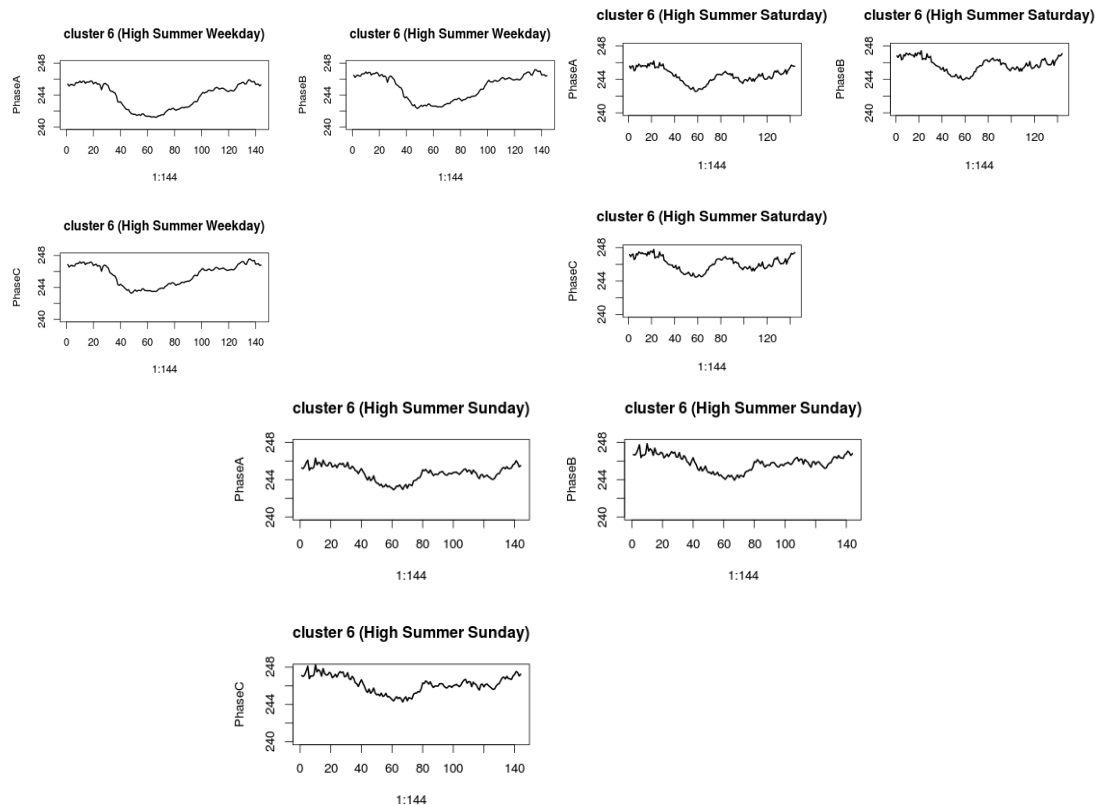 cluster 6 (High Summer Weekday)
PhaseA
240 244 248
0 20 40 60 80 100 120 140
1:144
cluster 6 (High Summer Weekday)
PhaseB
240 244 248
0 20 40 60 80 100 120 140
1:144
cluster 6 (High Summer Saturday)
PhaseA
240 244 248
0 20 40 60 80 120
1:144
cluster 6 (High Summer Saturday)
PhaseB
240 244 248
0 20 40 60 80 120
1:144
cluster 6 (High Summer Weekday)
PhaseC
240 244 248
0 20 40 60 80 100 120 140
1:144
cluster 6 (High Summer Saturday)
PhaseC
240 244 248
0 20 40 60 80 120
1:144
cluster 6 (High Summer Sunday)
PhaseA
240 244 248
0 20 40 60 80 100 140
1:144
cluster 6 (High Summer Sunday)
PhaseB
240 244 248
0 20 40 60 80 100 140
1:144
cluster 6 (High Summer Sunday)
PhaseC
240 244 248
0 20 40 60 80 100 140
1:144